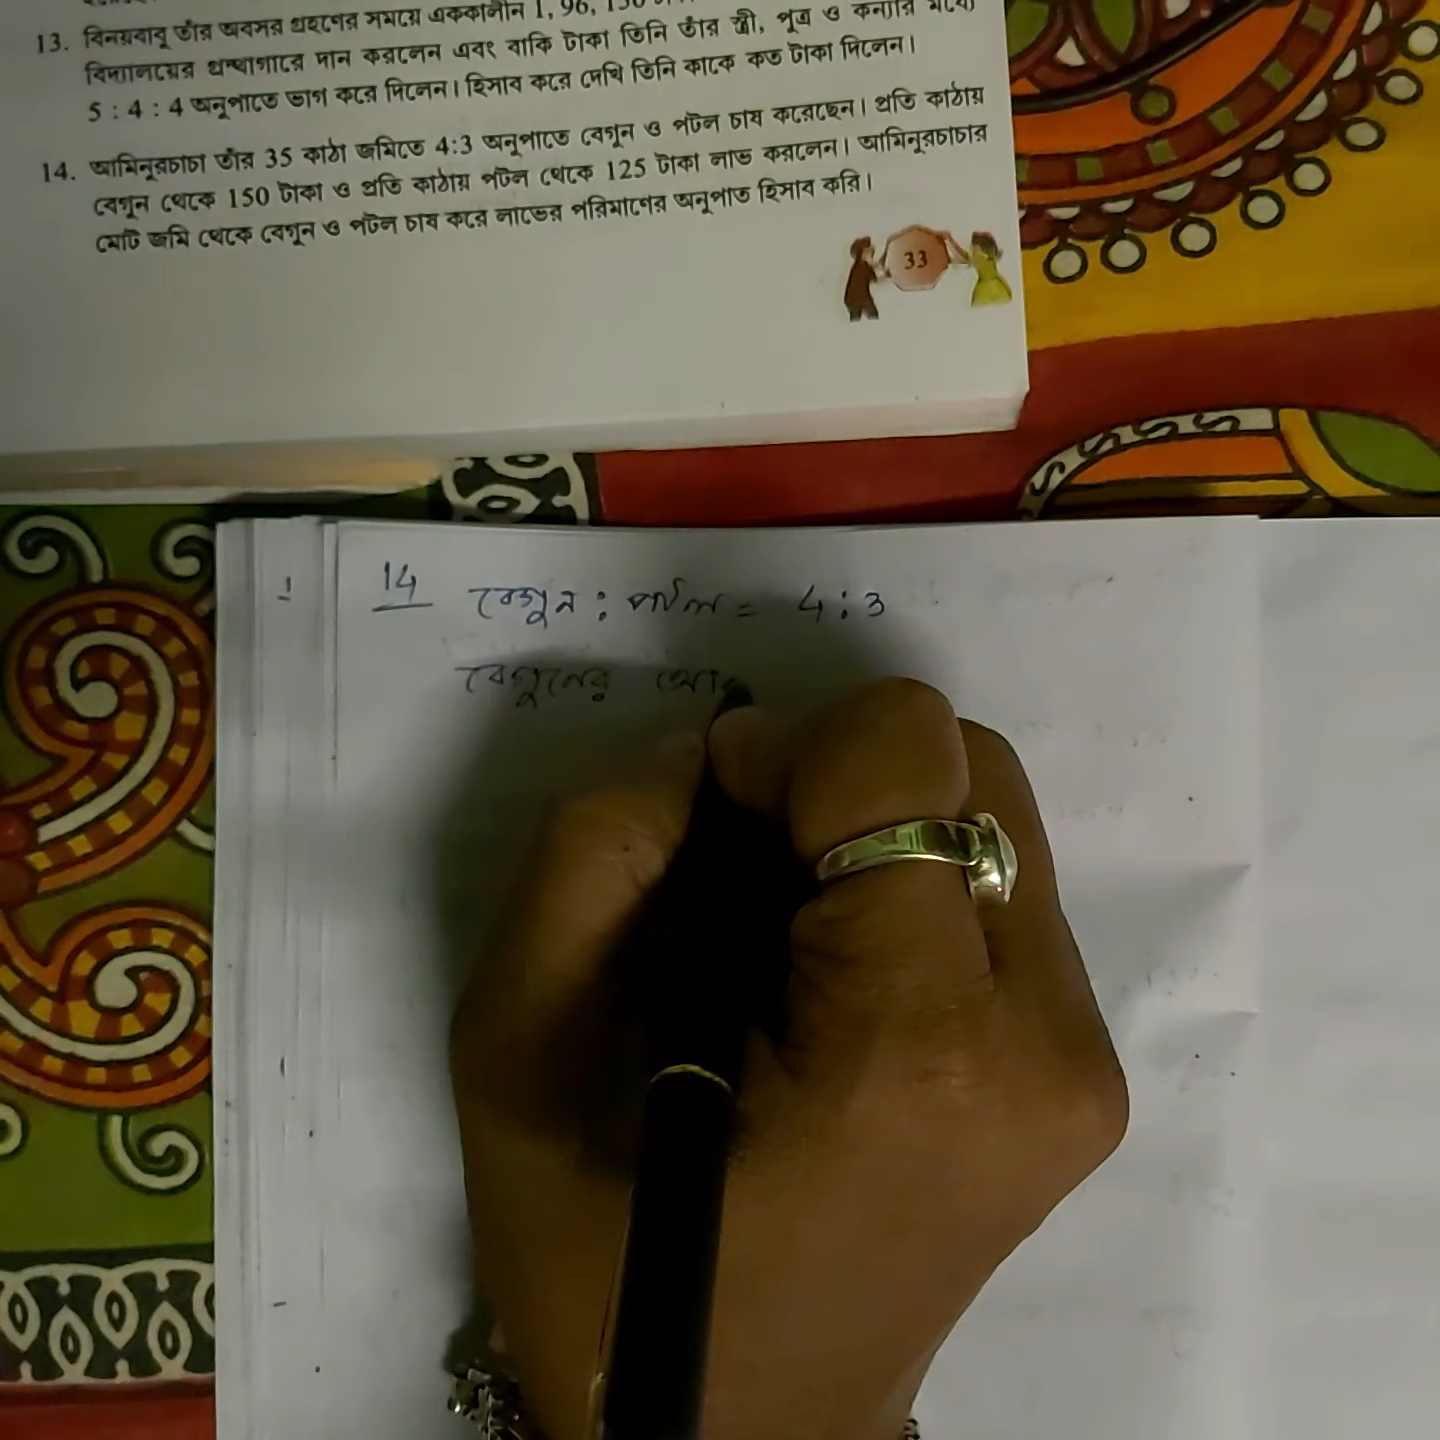 13. বিনয়বাবু তাঁর অবসর গ্রহণের সময়ে এককালীন 1, 96, 150
বিদ্যালয়ের গ্রন্থাগারে দান করলেন এবং বাকি টাকা তিনি তাঁর স্ত্রী, পুত্র ও কন্যার মধ্যে
5 : 4 : 4 অনুপাতে ভাগ করে দিলেন। হিসাব করে দেখি তিনি কাকে কত টাকা দিলেন।
14. আমিনূরচাচা তাঁর 35 কাঠা জমিতে 4:3 অনুপাতে বেগুন ও পটল চাষ করেছেন। প্রতি কাঠায়
বেগুন থেকে 150 টাকা ও প্রতি কাঠায় পটল থেকে 125 টাকা লাভ করলেন। আমিনূরচাচার
মোট জমি থেকে বেগুন ও পটল চাষ করে লাভের পরিমাণের অনুপাত হিসাব করি।
33
14 বেগুন : পটল = 4 : 3
বেগুনের